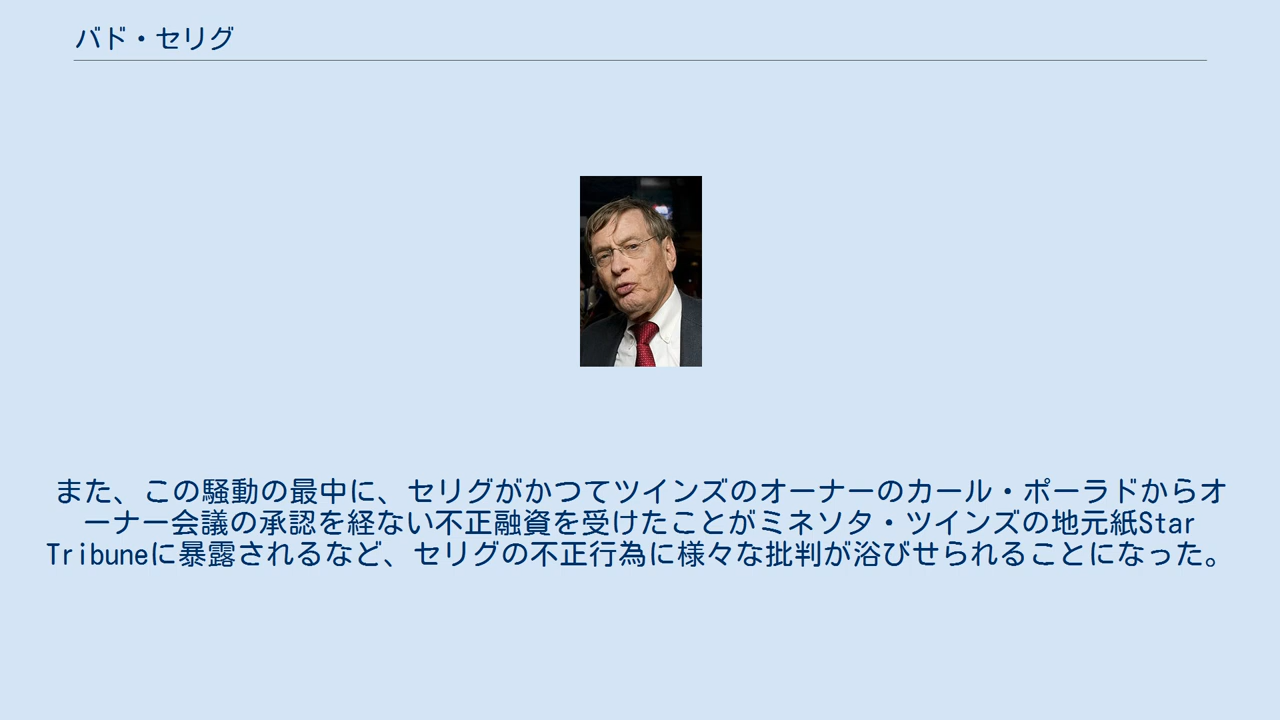 バド・セリグ
また、この騒動の最中に、セリグがかつてツインズのオーナーのカール・ポーラドからオ
ーナー会議の承認を経ない不正融資を受けたことがミネソタ・ツインズの地元紙Star
Tribuneに暴露されるなど、セリグの不正行為に様々な批判が浴びせられることになった。